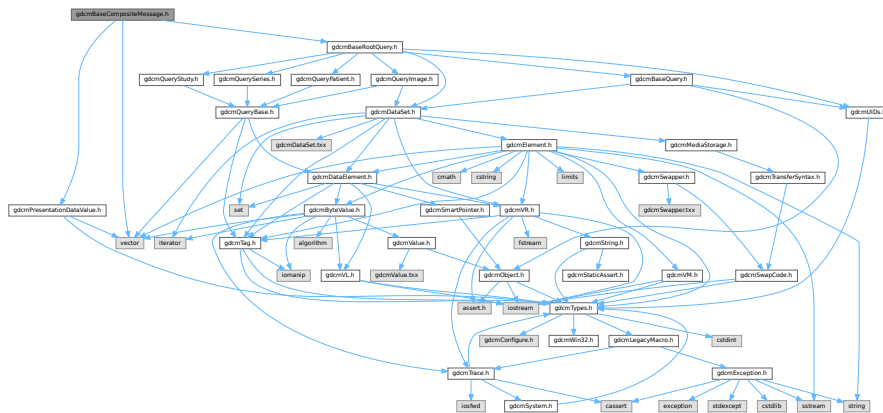 gdcmBaseCompositeMessage.h
gdcmBaseRootQuery.h
gdcmQueryStudy.h
gdcmQuerySeries.h
gdcmQueryPatient.h
gdcmQueryImage.h
gdcmBaseQuery.h
gdcmQueryBase.h
gdcmDataSet.h
gdcmUIDs.h
gdcmDataSet.txx
gdcmElement.h
gdcmMediaStorage.h
gdcmDataElement.h
cmath
cstring
limits
gdcmSwapper.h
gdcmTransferSyntax.h
gdcmPresentationDataValue.h
set
gdcmByteValue.h
gdcmSmartPointer.h
gdcmVR.h
gdcmSwapper.txx
vector
iterator
gdcmTag.h
algorithm
gdcmValue.h
fstream
gdcmString.h
iomanip
gdcmVL.h
gdcmValue.txx
gdcmObject.h
gdcmStaticAssert.h
gdcmVM.h
gdcmSwapCode.h
assert.h
iostream
gdcmTypes.h
gdcmConfigure.h
gdcmWin32.h
gdcmLegacyMacro.h
cstdint
gdcmTrace.h
gdcmException.h
iosfwd
gdcmSystem.h
cassert
exception
stdexcept
cstdlib
sstream
string